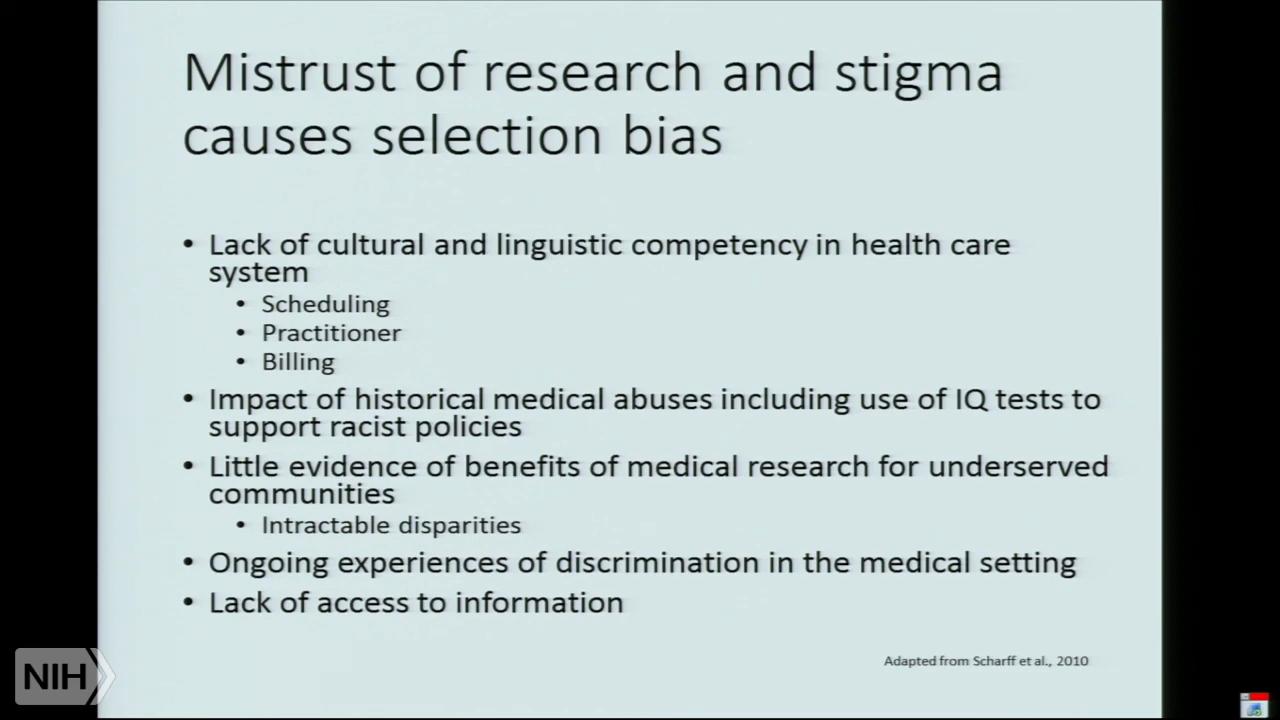 Mistrust of research and stigma
causes selection bias
• Lack of cultural and linguistic competency in health care
system
• Scheduling
• Practitioner
• Billing
• Impact of historical medical abuses including use of IQ tests to
support racist policies
• Little evidence of benefits of medical research for underserved
communities
• Intractable disparities
• Ongoing experiences of discrimination in the medical setting
• Lack of access to information
Adapted from Scharff et al., 2010
NIH